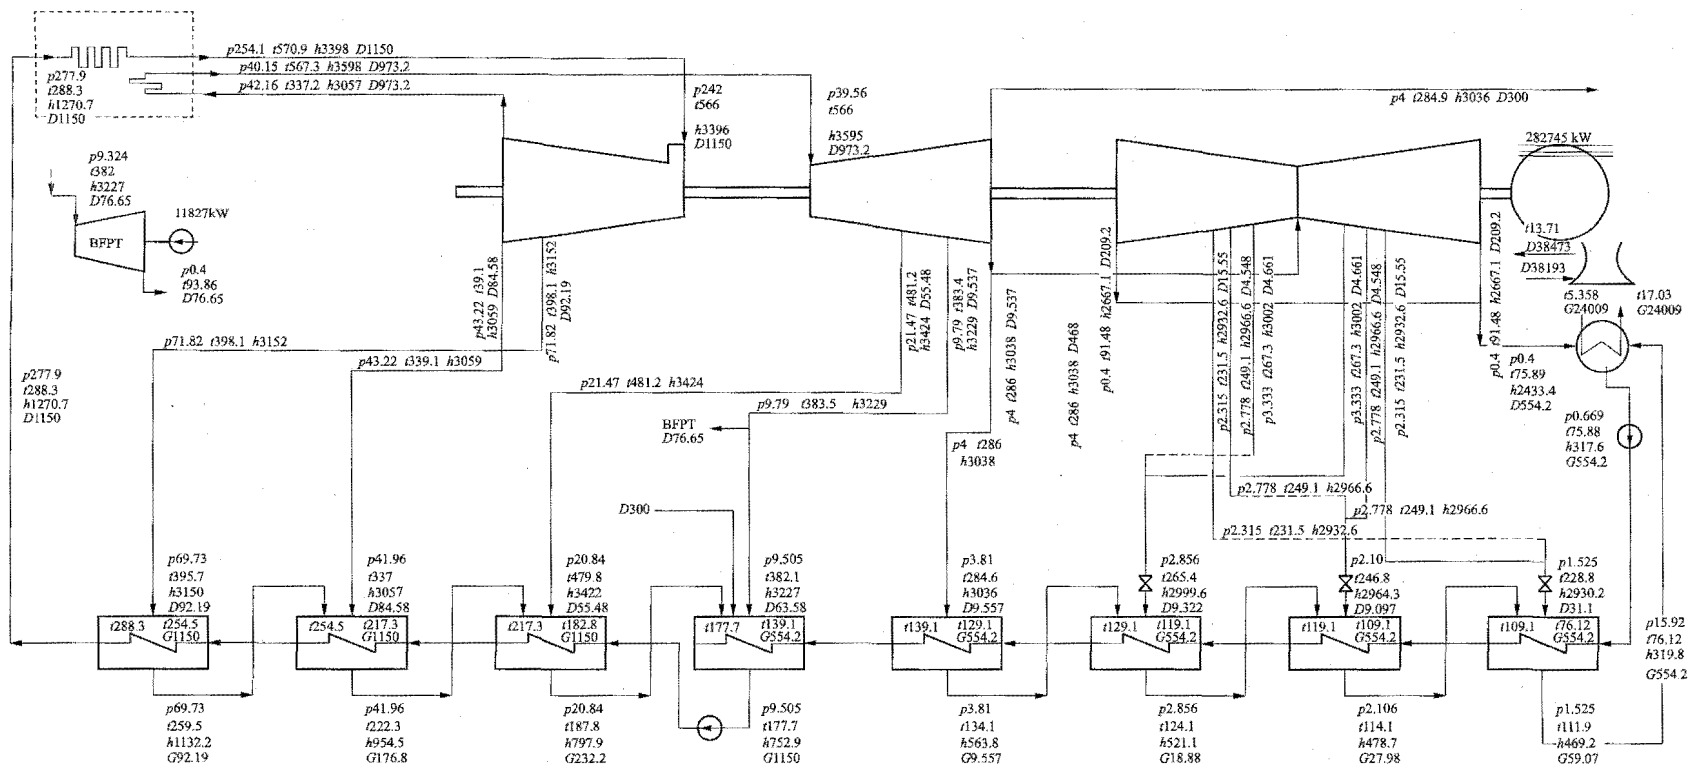 p254.1 t570.9 h3398 D1150
p40.15 t567.3 h3598 D973.2
p42.16 t337.2 h3057 D973.2
p277.9
t288.3
h1270.7
D1150
p242
t566
h3396
D1150
p39.56
t566
h3595
D973.2
p4 t284.9 h3036 D300
282745 kW
p9.324
t382
h3227
D76.65
11827kW
BFPT
p0.4
t93.86
D76.65
p43.22 t39.1
h3059 D84.58
p71.82 t398.1 h3152
D92.19
p21.47 t481.2
h3424 D55.48
p9.79 t383.4
h3229 D9.537
p4 t286 h3038 D9.537
p4 t286 h3038 D468
p0.4 t91.48 h2667.1 D209.2
p2.315 t231.5 h2932.6 D15.55
p2.778 t249.1 h2966.6 D4.548
p3.333 t267.3 h3002 D4.661
p3.333 t267.3 h3002 D4.661
p2.778 t249.1 h2966.6 D4.548
p2.315 t231.5 h2932.6 D15.55
p0.4 t91.48 h2667.1 D209.2
t13.71
D38473
D38193
t5.358
G24009
t17.03
G24009
p71.82 t398.1 h3152
p43.22 t339.1 h3059
p21.47 t481.2 h3424
p9.79 t383.5 h3229
BFPT
D76.65
p4 t286
h3038
p277.9
t288.3
h1270.7
D1150
p0.4
t75.89
h2433.4
D554.2
p0.669
t75.88
h317.6
G554.2
p2.778 t249.1 h2966.6
p2.778 t249.1 h2966.6
p2.315 t231.5 h2932.6
D300
p69.73
t395.7
h3150
D92.19
p41.96
t337
h3057
D84.58
p20.84
t479.8
h3422
D55.48
p9.505
t382.1
h3227
D63.58
p3.81
t284.6
h3036
D9.557
p2.856
t265.4
h2999.6
D9.322
p2.10
t246.8
h2964.3
D9.097
p1.525
t228.8
h2930.2
D31.1
t288.3
t254.5
G1150
t254.5
t217.3
G1150
t217.3
t182.8
G1150
t177.7
t139.1
G554.2
t139.1
t129.1
G554.2
t129.1
t119.1
G554.2
t119.1
t109.1
G554.2
t109.1
t76.12
G554.2
p15.92
t76.12
h319.8
G554.2
p69.73
t259.5
h1132.2
G92.19
p41.96
t222.3
h954.5
G176.8
p20.84
t187.8
h797.9
G232.2
p9.505
t177.7
h752.9
G1150
p3.81
t134.1
h563.8
G9.557
p2.856
t124.1
h521.1
G18.88
p2.106
t114.1
h478.7
G27.98
p1.525
t111.9
h469.2
G59.07